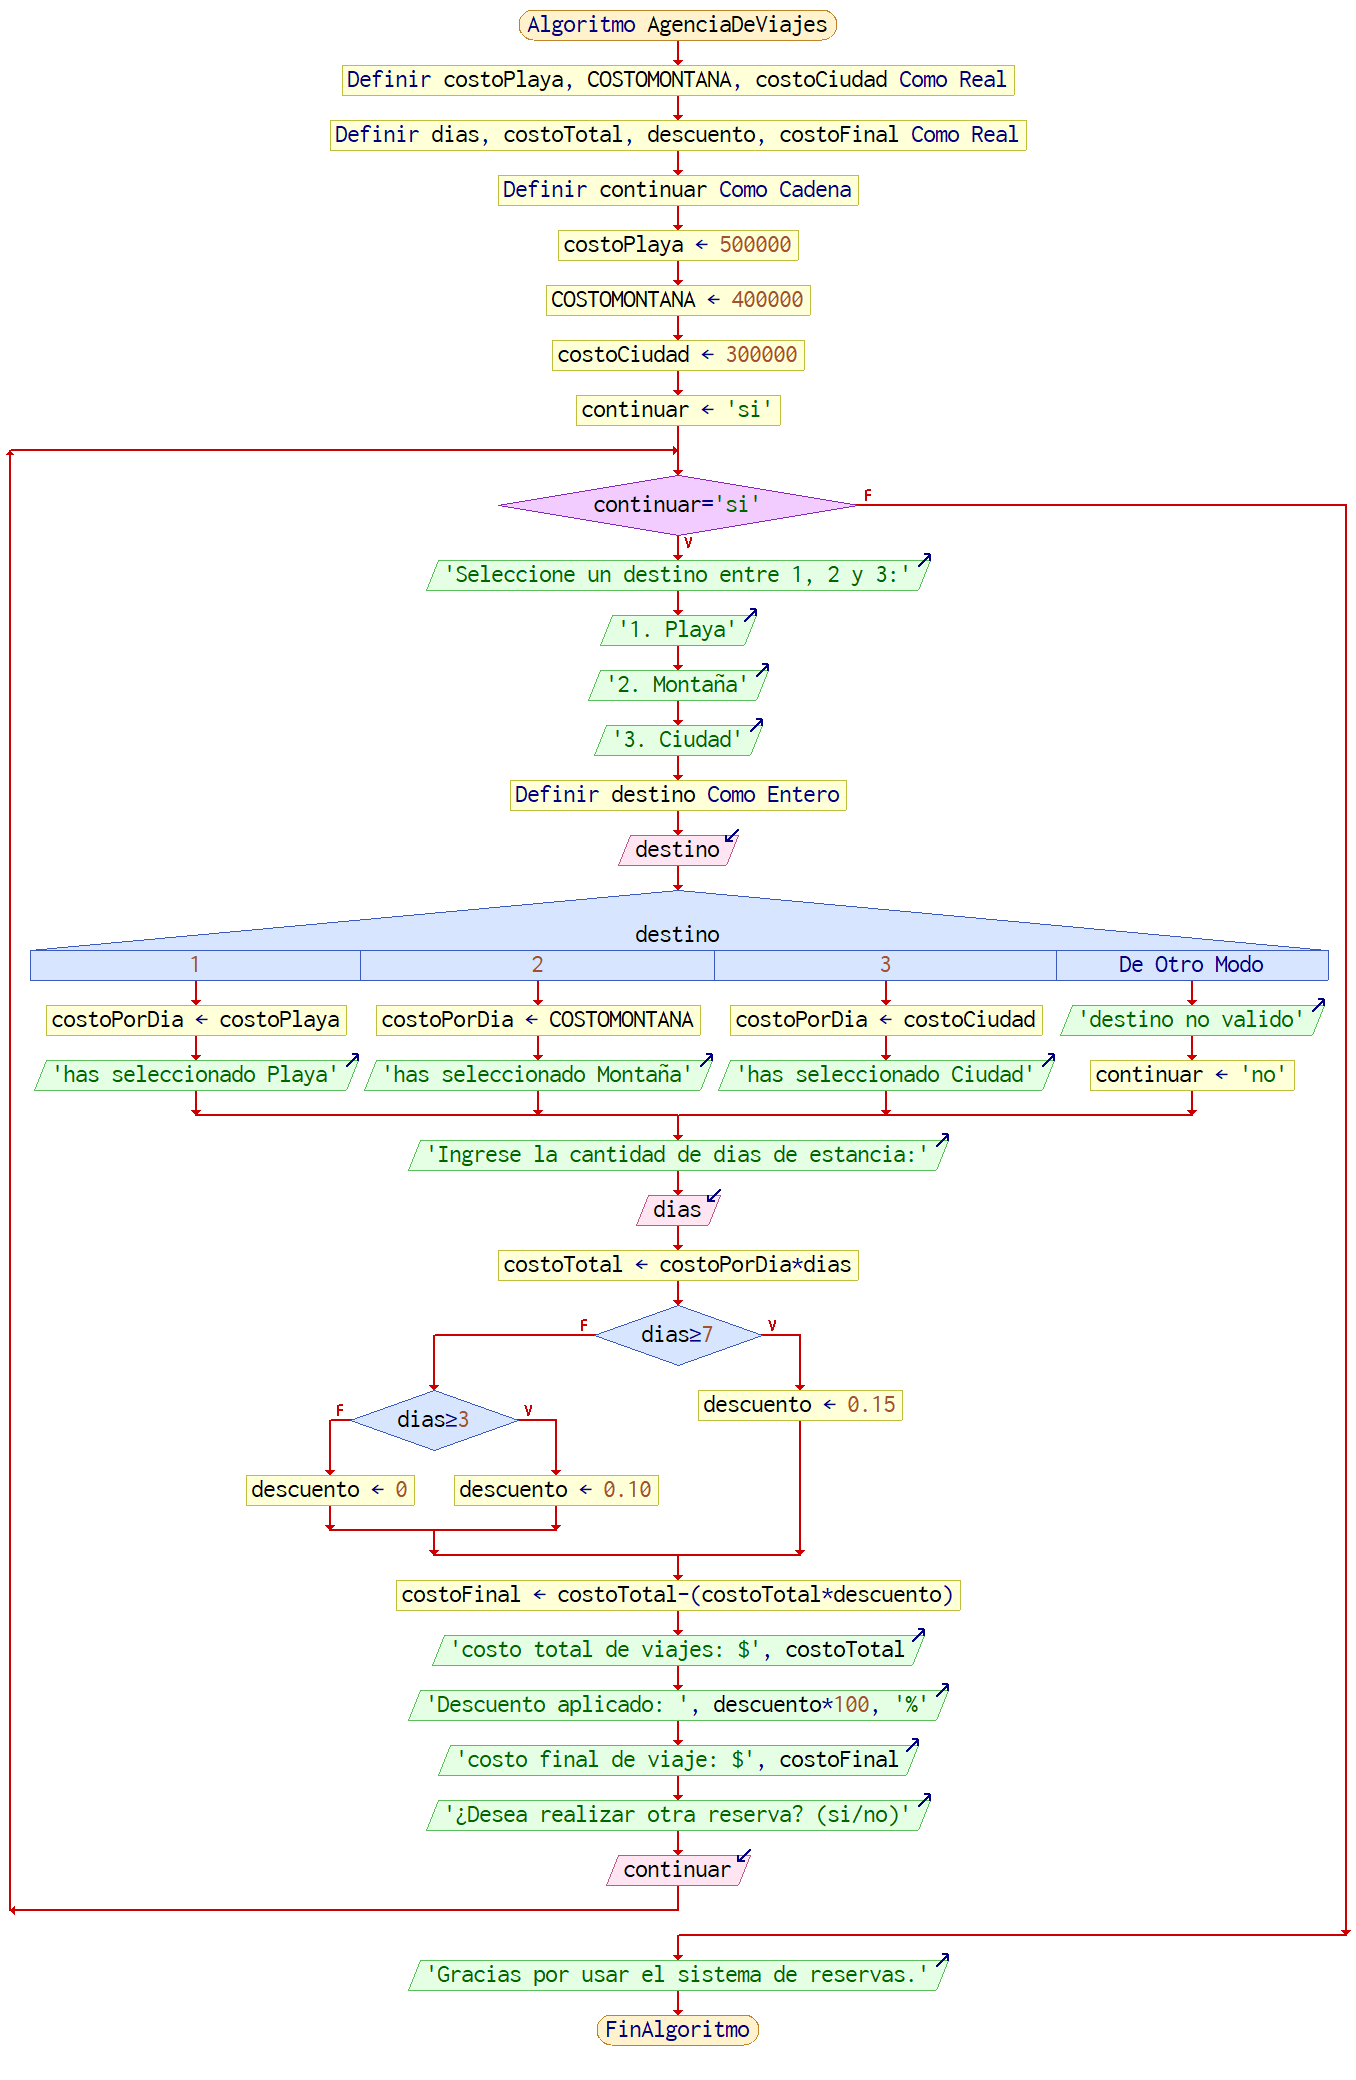 Algoritmo AgenciaDeViajes
Definir costoPlaya, COSTOMONTANA, costoCiudad Como Real
Definir dias, costoTotal, descuento, costoFinal Como Real
Definir continuar Como Cadena
costoPlaya ← 500000
COSTOMONTANA ← 400000
costoCiudad ← 300000
continuar ← 'si'
continuar='si'
F
V
'Seleccione un destino entre 1, 2 y 3:'
'1. Playa'
'2. Montaña'
'3. Ciudad'
Definir destino Como Entero
destino
destino
1 2 3 De Otro Modo
costoPorDia ← costoPlaya costoPorDia ← COSTOMONTANA costoPorDia ← costoCiudad 'destino no valido'
'has seleccionado Playa' 'has seleccionado Montaña' 'has seleccionado Ciudad' continuar ← 'no'
'Ingrese la cantidad de dias de estancia:'
dias
costoTotal ← costoPorDia*dias
F V
dias≥7
descuento ← 0.15
F V
dias≥3
descuento ← 0 descuento ← 0.10
costoFinal ← costoTotal-(costoTotal*descuento)
'costo total de viajes: $', costoTotal
'Descuento aplicado: ', descuento*100, '%'
'costo final de viaje: $', costoFinal
'¿Desea realizar otra reserva? (si/no)'
continuar
'Gracias por usar el sistema de reservas.'
FinAlgoritmo